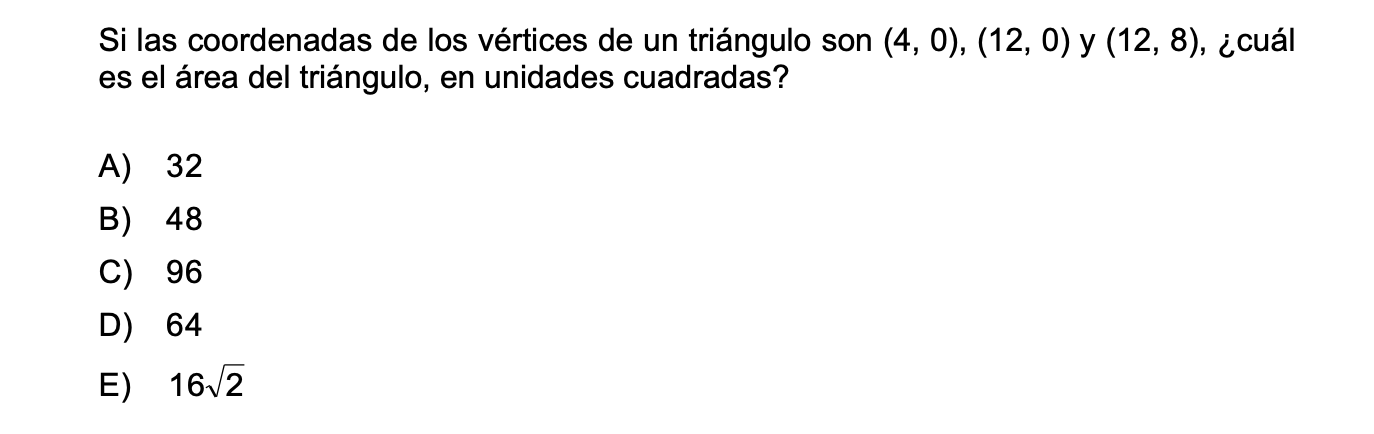 Si las coordenadas de los vértices de un triángulo son (4, 0), (12, 0) y (12, 8), ¿cuál
es el área del triángulo, en unidades cuadradas?
A) 32
B) 48
C) 96
D) 64
E) 16√2